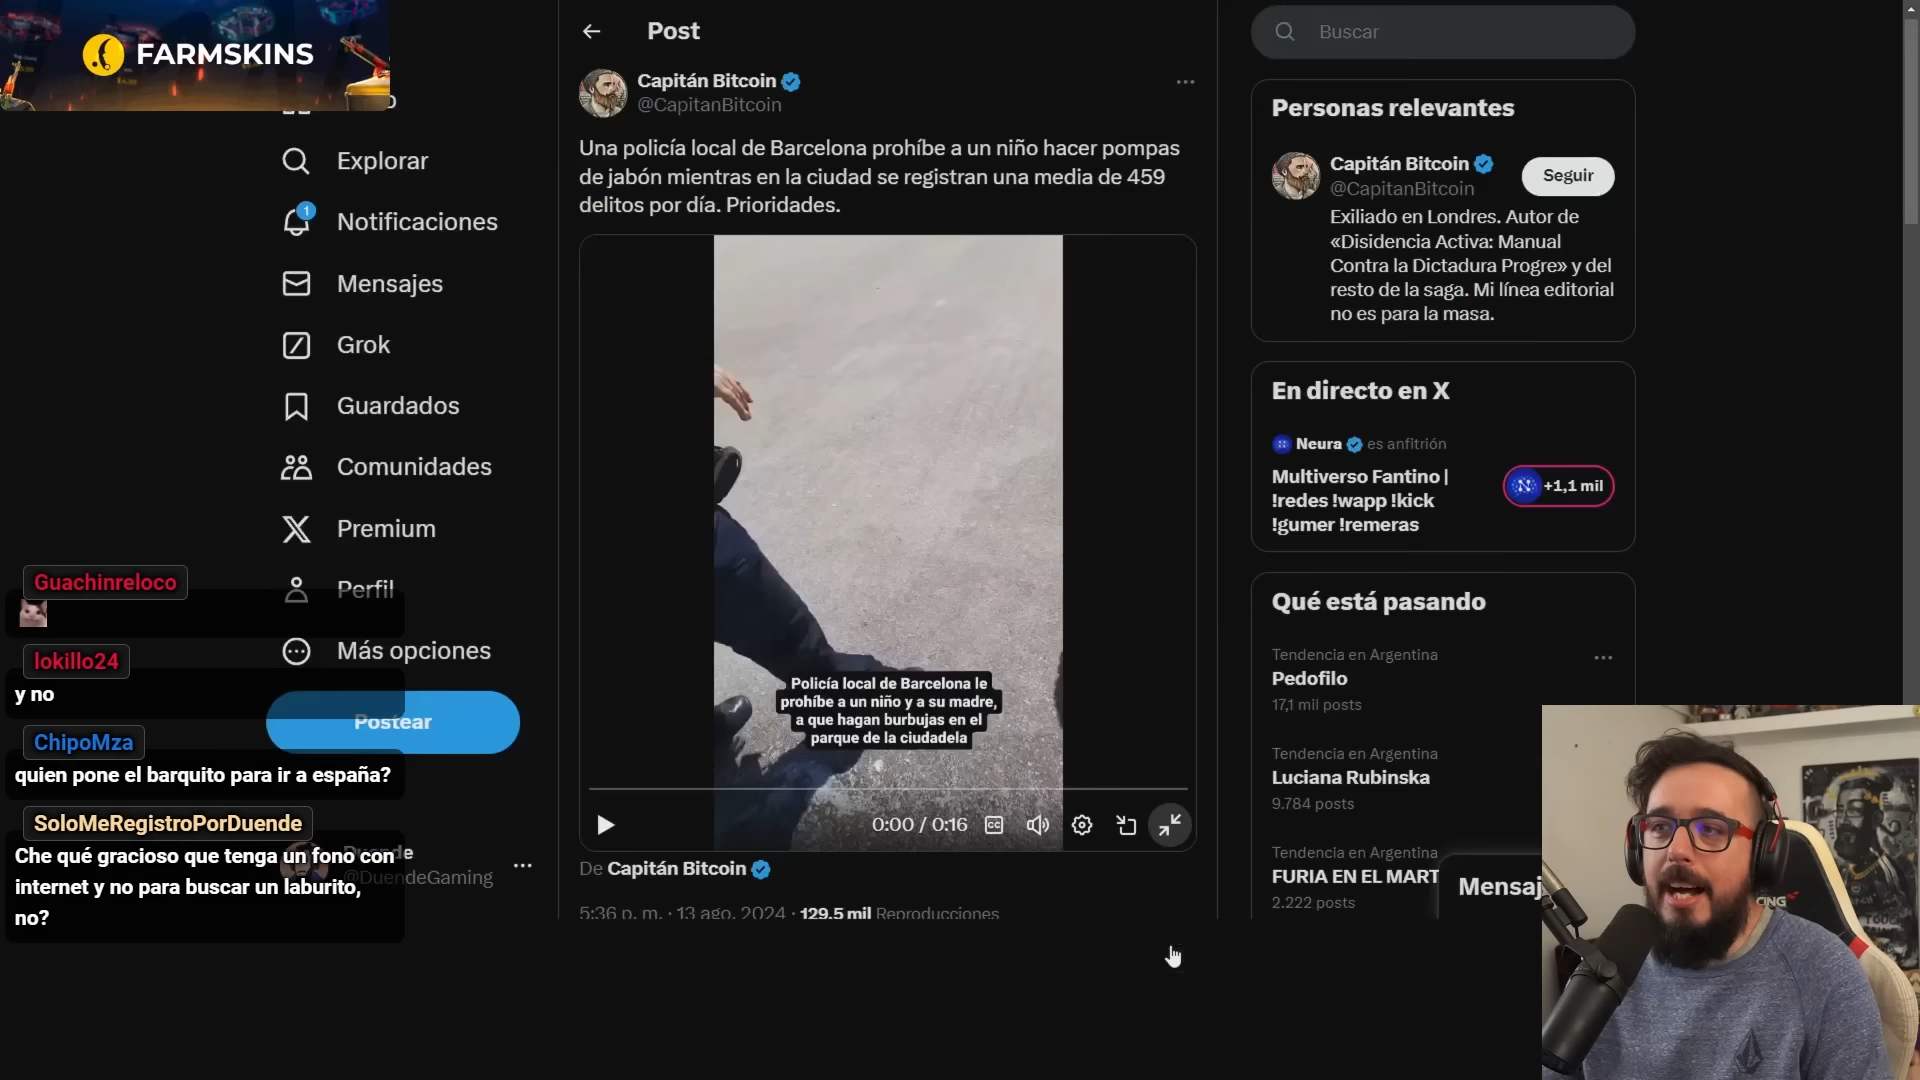 FARMSKINS
Explorar
1
Notificaciones
Mensajes
Grok
Guardados
Comunidades
Premium
Perfil
Más opciones
Postear
Duende
@DuendeGaming
Guachinreloco
lokillo24
y no
ChipoMza
quien pone el barquito para ir a españa?
SoloMeRegistroPorDuende
Che qué gracioso que tenga un fono con
internet y no para buscar un laburito,
no?
Post
Capitán Bitcoin
@CapitanBitcoin
Una policía local de Barcelona prohíbe a un niño hacer pompas
de jabón mientras en la ciudad se registran una media de 459
delitos por día. Prioridades.
Policía local de Barcelona le
prohíbe a un niño y a su madre,
a que hagan burbujas en el
parque de la ciudadela
0:00 / 0:16
CC
De Capitán Bitcoin
5:36 p. m. · 13 ago. 2024 · 129.5 mil Reproducciones
Buscar
Personas relevantes
Capitán Bitcoin
@CapitanBitcoin
Seguir
Exiliado en Londres. Autor de
«Disidencia Activa: Manual
Contra la Dictadura Progre» y del
resto de la saga. Mi línea editorial
no es para la masa.
En directo en X
Neura es anfitrión
Multiverso Fantino |
!redes !wapp !kick
!gumer !remeras
N +1,1 mil
Qué está pasando
Tendencia en Argentina
Pedofilo
17,1 mil posts
Tendencia en Argentina
Luciana Rubinska
9.784 posts
Tendencia en Argentina
FURIA EN EL MART
2.222 posts
Mensaj
CING